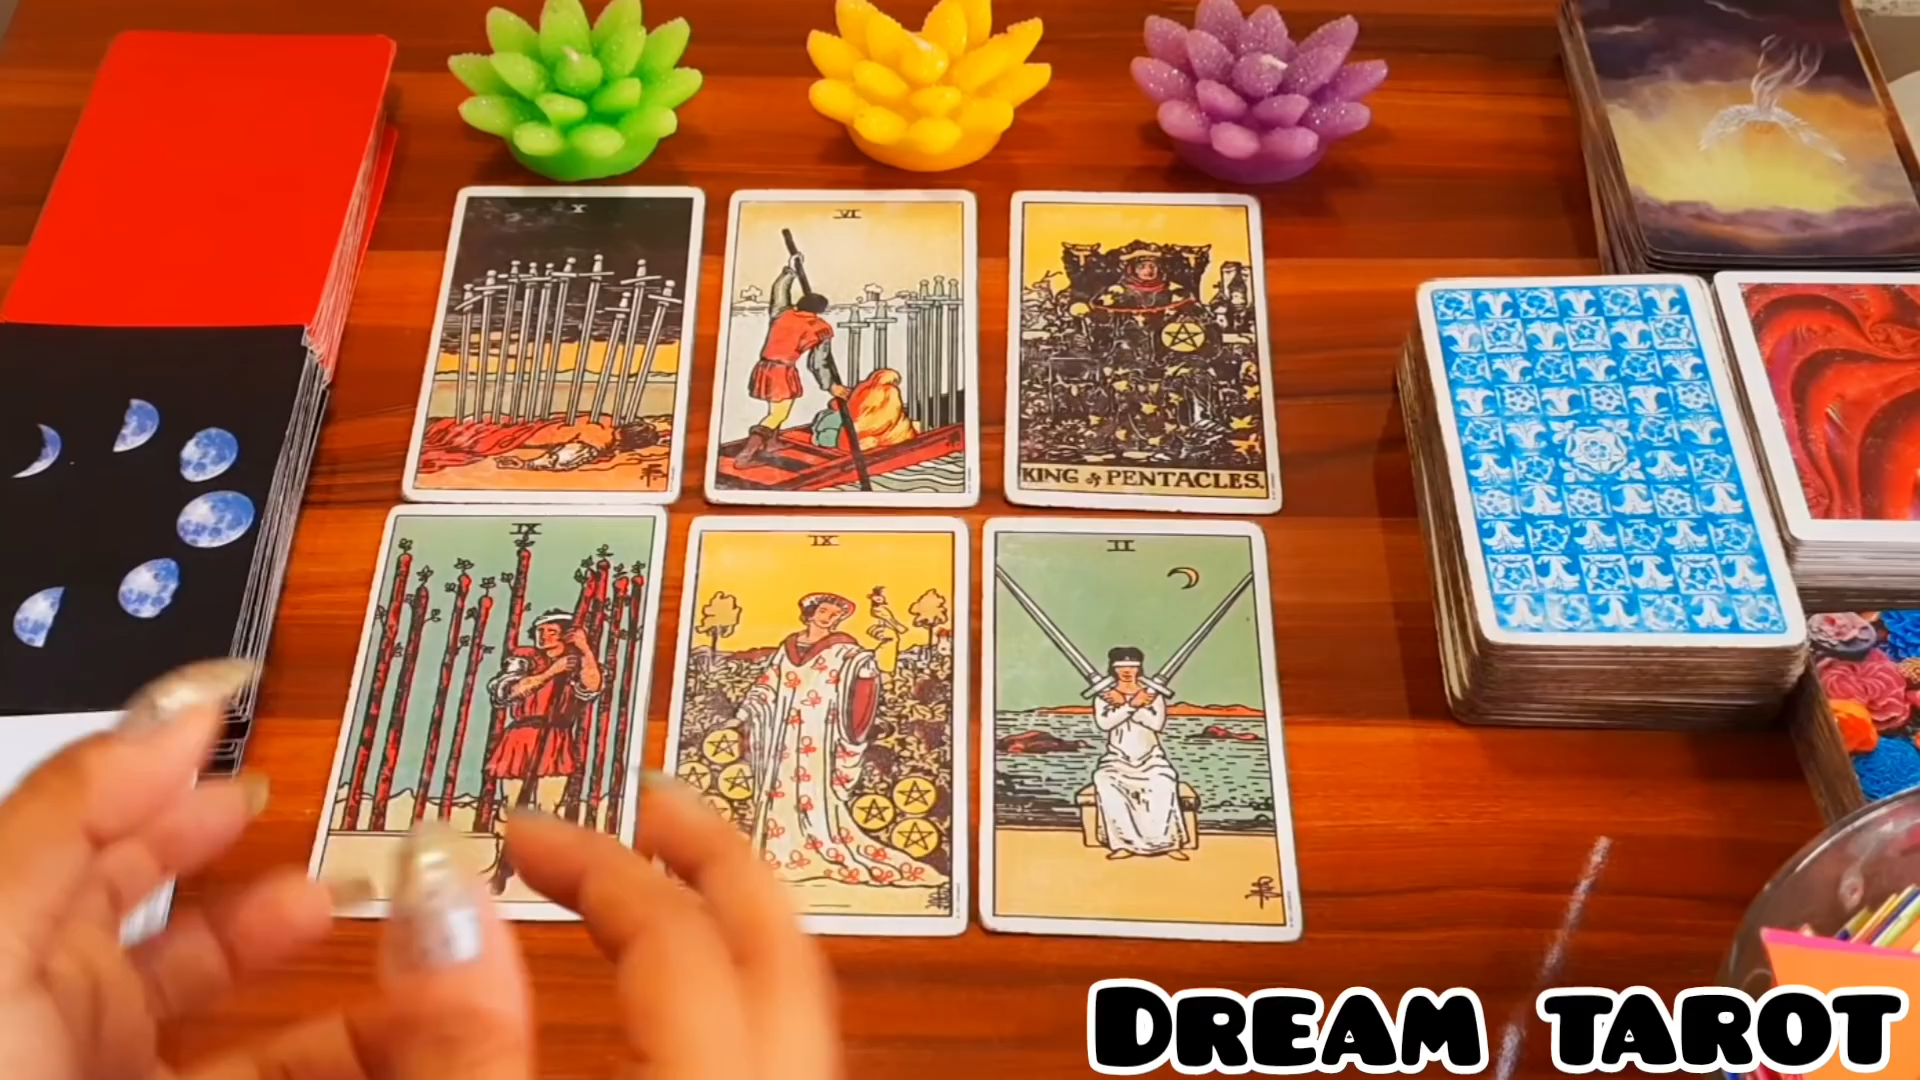 X
VI
KING of PENTACLES.
IX
IX
II
DREAM TAROT